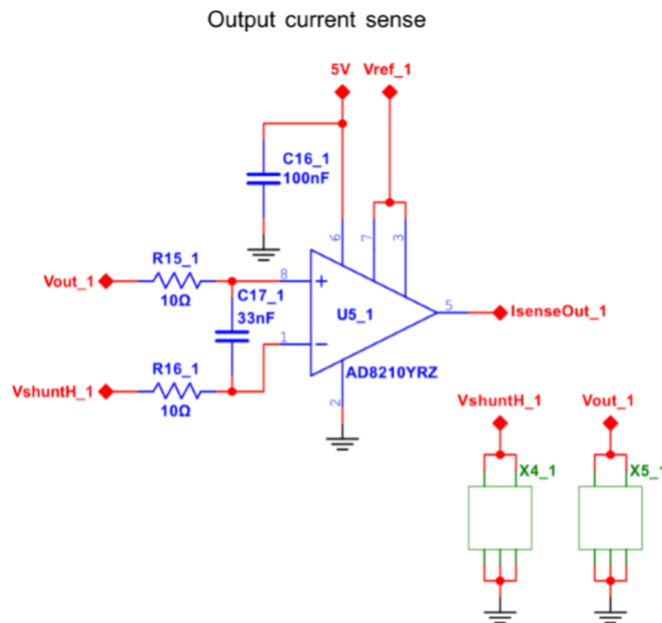 Output current sense
5V
Vref_1
C16_1
100nF
6
7
3
R15_1
Vout_1
10Ω
8
C17_1
33nF
+
U5_1
5
IsenseOut_1
1
−
R16_1
VshuntH_1
10Ω
AD8210YRZ
2
VshuntH_1
Vout_1
X4_1
X5_1